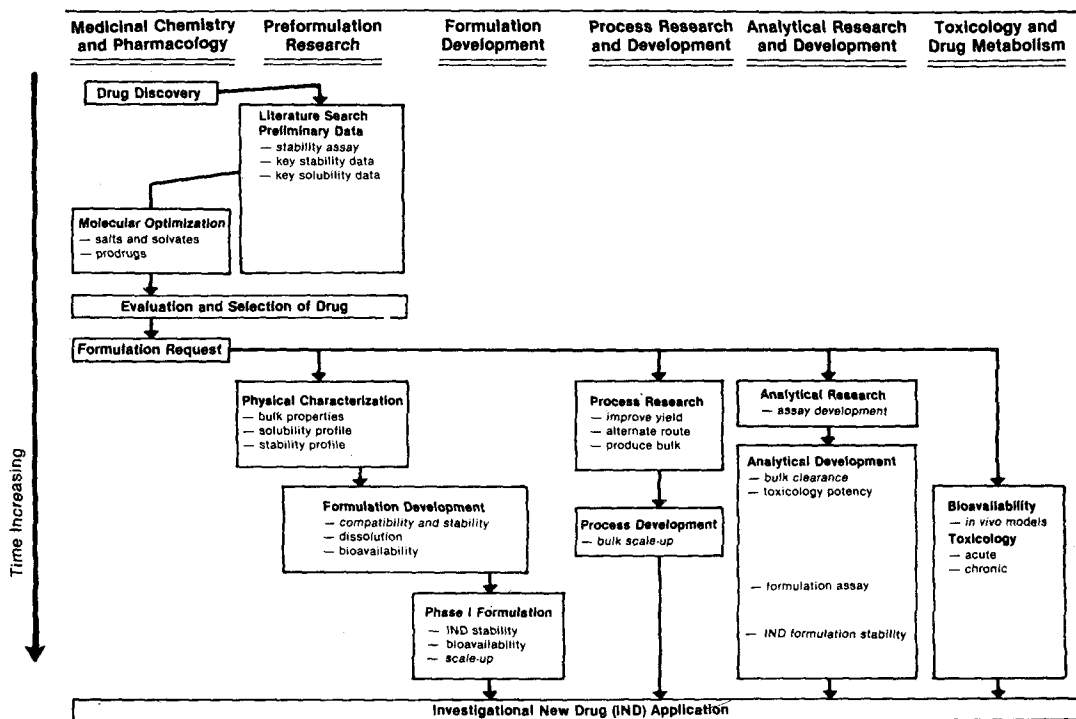 Medicinal Chemistry
and Pharmacology
Preformulation
Research
Formulation
Development
Process Research
and Development
Analytical Research
and Development
Toxicology and
Drug Metabolism
Time Increasing
Drug Discovery
Literature Search
Preliminary Data
— stability assay
— key stability data
— key solubility data
Molecular Optimization
— salts and solvates
— prodrugs
Evaluation and Selection of Drug
Formulation Request
Physical Characterization
— bulk properties
— solubility profile
— stability profile
Formulation Development
— compatibility and stability
— dissolution
— bioavailability
Phase I Formulation
— IND stability
— bioavailability
— scale-up
Process Research
— improve yield
— alternate route
— produce bulk
Process Development
— bulk scale-up
Analytical Research
— assay development
Analytical Development
— bulk clearance
— toxicology potency
— formulation assay
— IND formulation stability
Bioavailability
— in vivo models
Toxicology
— acute
— chronic
Investigational New Drug (IND) Application